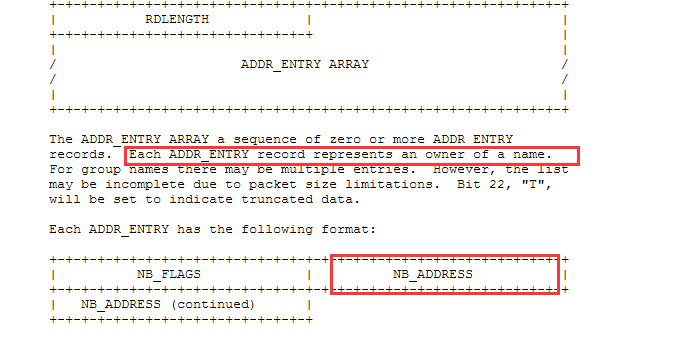 +-+-+-+-+-+-+-+-+-+-+-+-+-+-+-+-+-+-+-+-+-+-+-+-+-+-+-+-+-+-+-+-+
|           RDLENGTH            |                               |
+-+-+-+-+-+-+-+-+-+-+-+-+-+-+-+-+                               |
|                                                               |
/                       ADDR_ENTRY ARRAY                        /
/                                                               /
|                                                               |
+-+-+-+-+-+-+-+-+-+-+-+-+-+-+-+-+-+-+-+-+-+-+-+-+-+-+-+-+-+-+-+-+
The ADDR_ENTRY ARRAY a sequence of zero or more ADDR_ENTRY
records.  Each ADDR_ENTRY record represents an owner of a name.
For group names there may be multiple entries.  However, the list
may be incomplete due to packet size limitations.  Bit 22, "T",
will be set to indicate truncated data.
Each ADDR_ENTRY has the following format:
+-+-+-+-+-+-+-+-+-+-+-+-+-+-+-+-+-+-+-+-+-+-+-+-+-+-+-+-+-+-+-+-+
|          NB_FLAGS             |          NB_ADDRESS           |
+-+-+-+-+-+-+-+-+-+-+-+-+-+-+-+-+-+-+-+-+-+-+-+-+-+-+-+-+-+-+-+-+
|   NB_ADDRESS (continued)      |
+-+-+-+-+-+-+-+-+-+-+-+-+-+-+-+-+